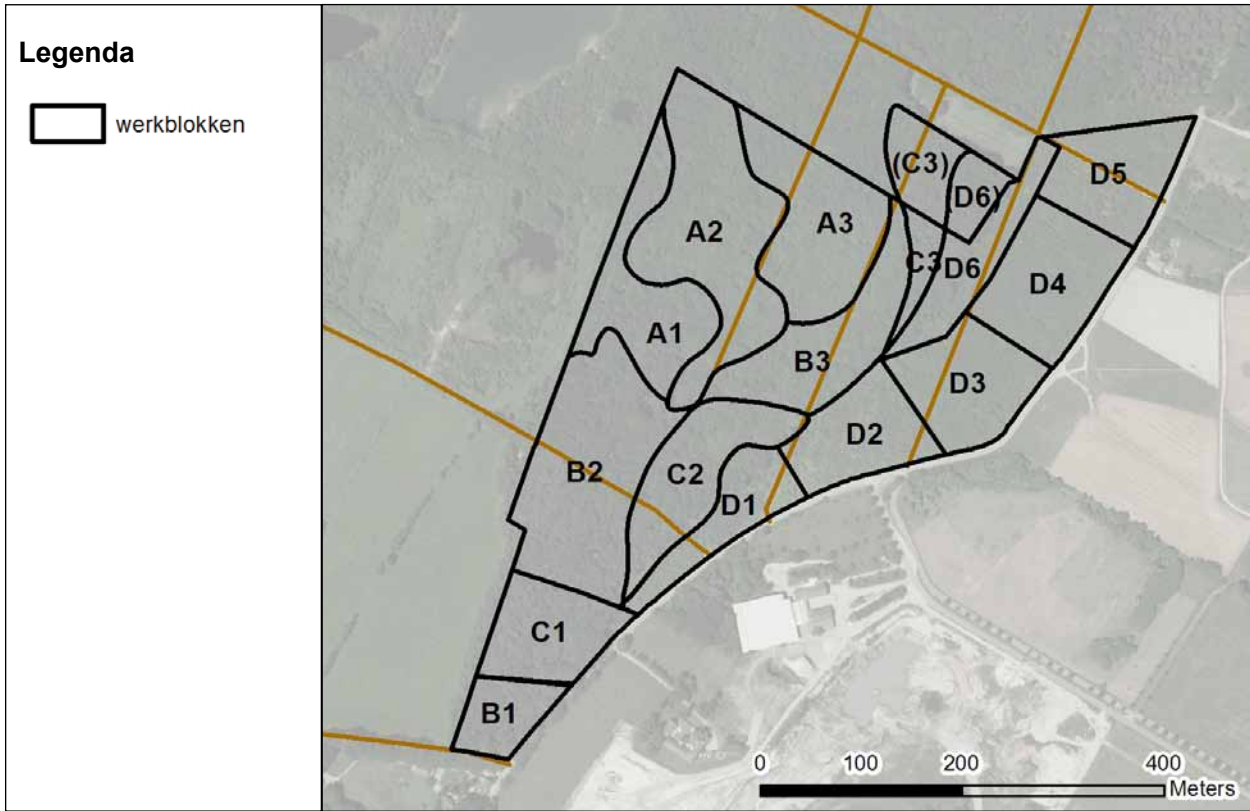 Legenda
werkblokken
(C3)
D5
(D6)
A2
A3
C3
D6
D4
A1
B3
D3
D2
B2
C2
D1
C1
B1
0 100 200 400
Meters